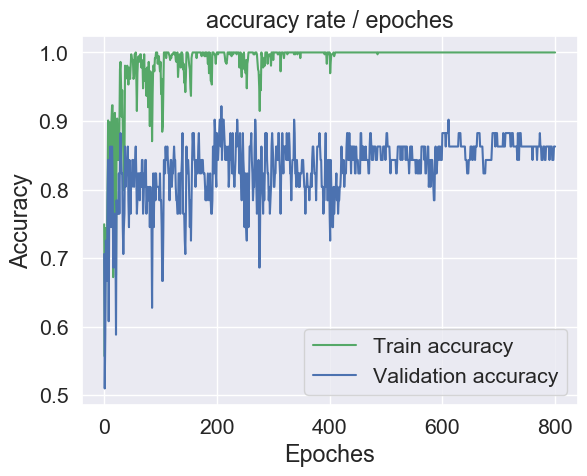 accuracy rate / epoches
Accuracy
1.0
0.9
0.8
0.7
0.6
0.5
0
200
400
600
800
Epoches
Train accuracy
Validation accuracy